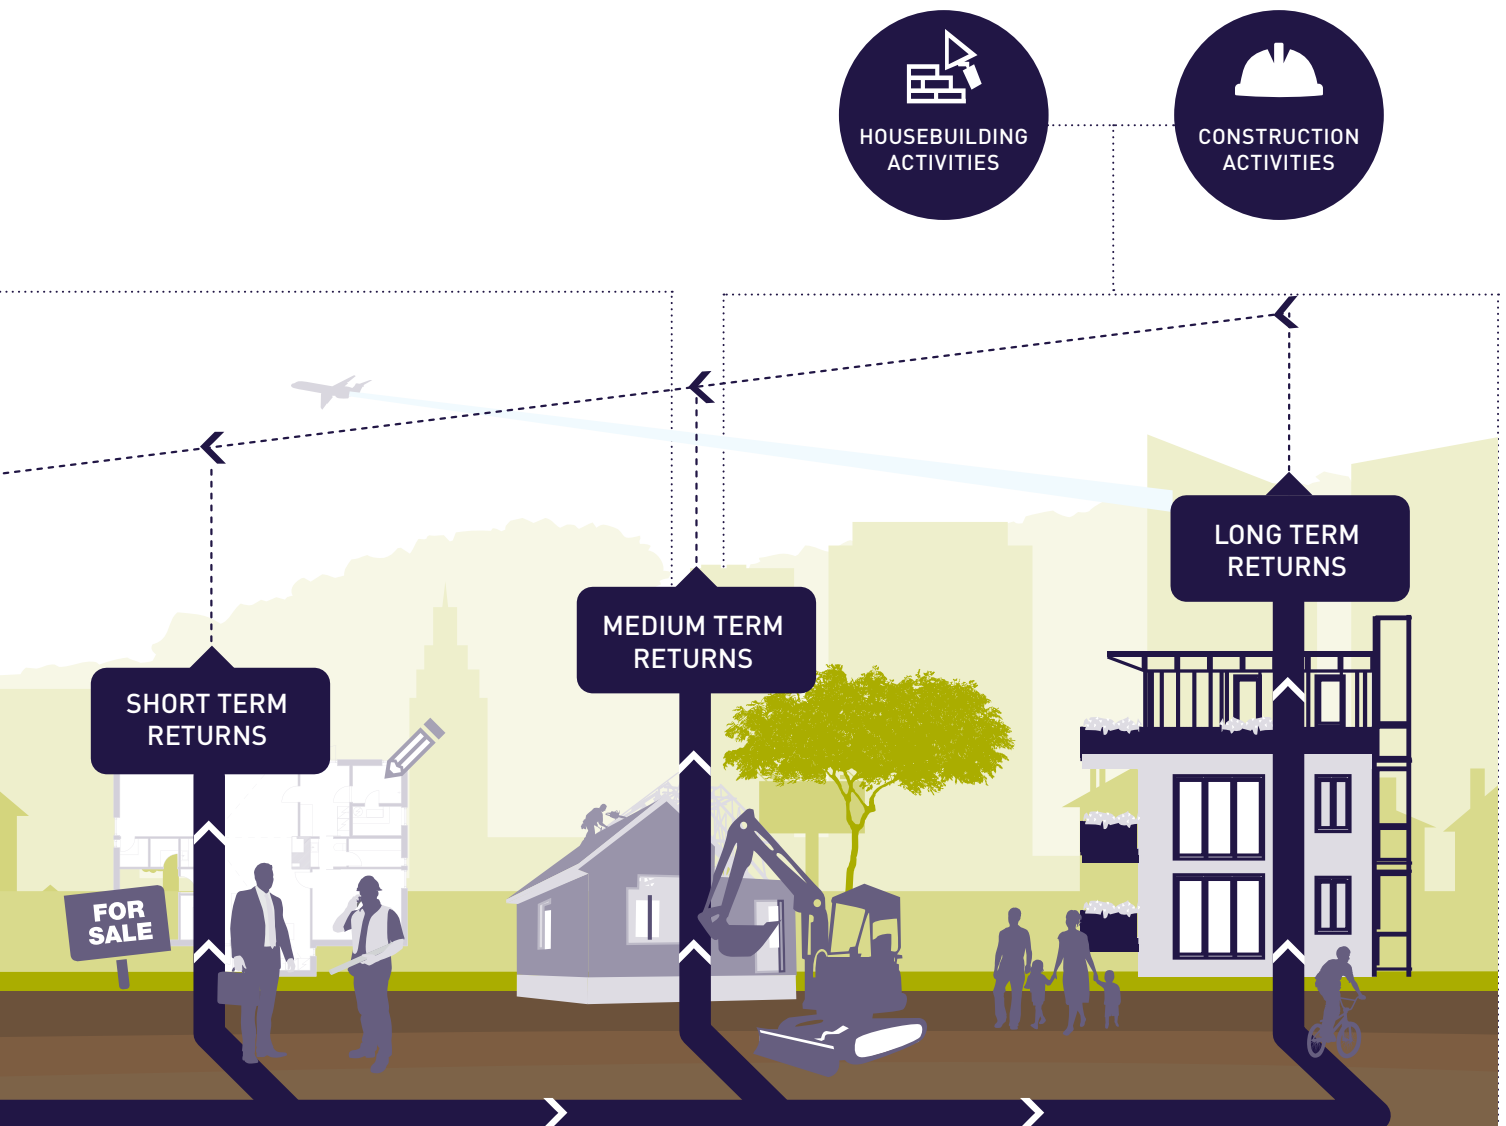 HOUSEBUILDING
ACTIVITIES
CONSTRUCTION
ACTIVITIES
LONG TERM
RETURNS
MEDIUM TERM
RETURNS
SHORT TERM
RETURNS
FOR
SALE